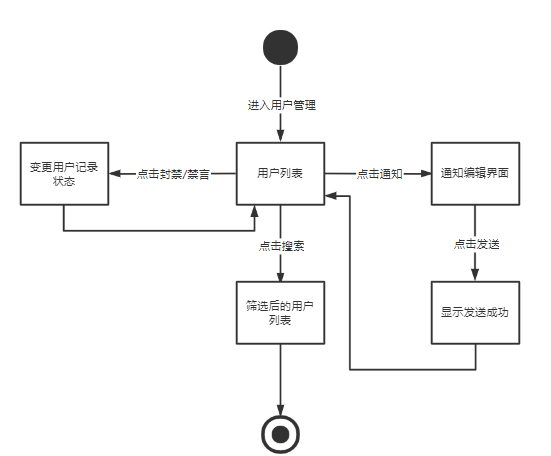 进入用户管理
变更用户记录
状态
点击封禁/禁言
用户列表
点击通知
通知编辑界面
点击搜索
点击发送
筛选后的用户
列表
显示发送成功